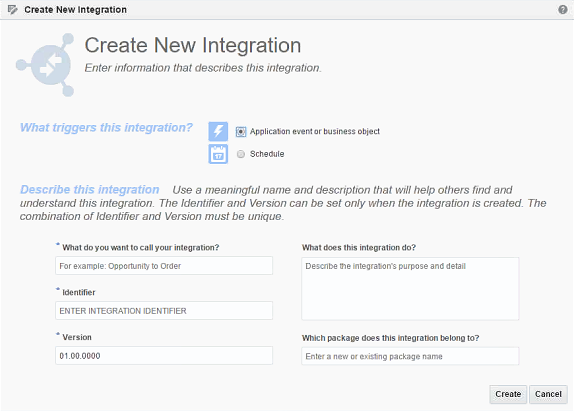 Create New Integration
Create New Integration
Enter information that describes this integration.
What triggers this integration?
Application event or business object
17
Schedule
Describe this integration Use a meaningful name and description that will help others find and
understand this integration. The Identifier and Version can be set only when the integration is created. The
combination of Identifier and Version must be unique.
* What do you want to call your integration?
For example: Opportunity to Order
* Identifier
ENTER INTEGRATION IDENTIFIER
* Version
01.00.0000
What does this integration do?
Describe the integration's purpose and detail
Which package does this integration belong to?
Enter a new or existing package name
Create
Cancel